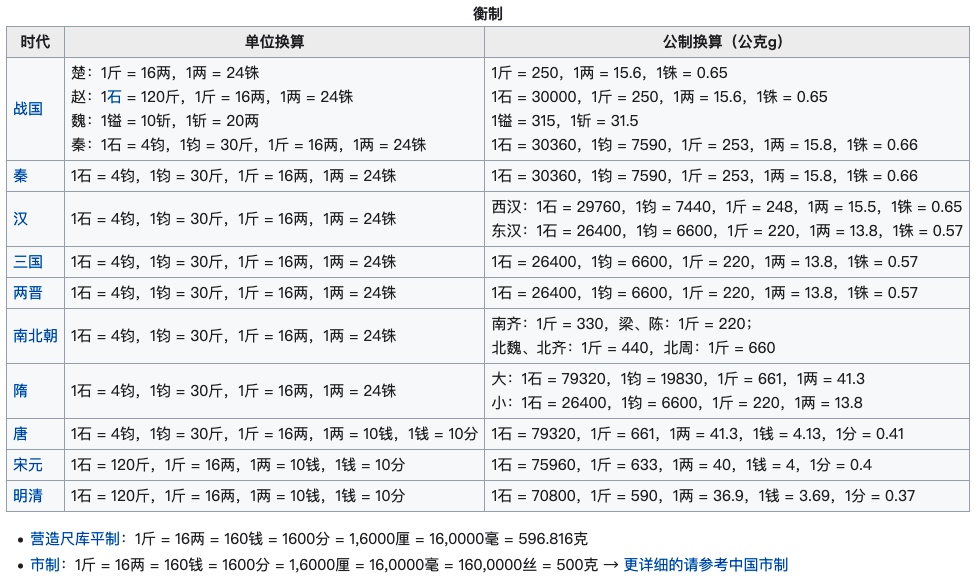 衡制
时代 单位换算 公制换算（公克g）
战国
楚：1斤 = 16两，1两 = 24铢 1斤 = 250，1两 = 15.6，1铢 = 0.65
赵：1石 = 120斤，1斤 = 16两，1两 = 24铢 1石 = 30000，1斤 = 250，1两 = 15.6，1铢 = 0.65
魏：1镒 = 10釿，1釿 = 20两 1镒 = 315，1釿 = 31.5
秦：1石 = 4钧，1钧 = 30斤，1斤 = 16两，1两 = 24铢 1石 = 30360，1钧 = 7590，1斤 = 253，1两 = 15.8，1铢 = 0.66
秦 1石 = 4钧，1钧 = 30斤，1斤 = 16两，1两 = 24铢 1石 = 30360，1钧 = 7590，1斤 = 253，1两 = 15.8，1铢 = 0.66
汉 1石 = 4钧，1钧 = 30斤，1斤 = 16两，1两 = 24铢
西汉：1石 = 29760，1钧 = 7440，1斤 = 248，1两 = 15.5，1铢 = 0.65
东汉：1石 = 26400，1钧 = 6600，1斤 = 220，1两 = 13.8，1铢 = 0.57
三国 1石 = 4钧，1钧 = 30斤，1斤 = 16两，1两 = 24铢 1石 = 26400，1钧 = 6600，1斤 = 220，1两 = 13.8，1铢 = 0.57
两晋 1石 = 4钧，1钧 = 30斤，1斤 = 16两，1两 = 24铢 1石 = 26400，1钧 = 6600，1斤 = 220，1两 = 13.8，1铢 = 0.57
南北朝 1石 = 4钧，1钧 = 30斤，1斤 = 16两，1两 = 24铢
南齐：1斤 = 330，梁、陈：1斤 = 220；
北魏、北齐：1斤 = 440，北周：1斤 = 660
隋 1石 = 4钧，1钧 = 30斤，1斤 = 16两，1两 = 24铢
大：1石 = 79320，1钧 = 19830，1斤 = 661，1两 = 41.3
小：1石 = 26400，1钧 = 6600，1斤 = 220，1两 = 13.8
唐 1石 = 4钧，1钧 = 30斤，1斤 = 16两，1两 = 10钱，1钱 = 10分 1石 = 79320，1斤 = 661，1两 = 41.3，1钱 = 4.13，1分 = 0.41
宋元 1石 = 120斤，1斤 = 16两，1两 = 10钱，1钱 = 10分 1石 = 75960，1斤 = 633，1两 = 40，1钱 = 4，1分 = 0.4
明清 1石 = 120斤，1斤 = 16两，1两 = 10钱，1钱 = 10分 1石 = 70800，1斤 = 590，1两 = 36.9，1钱 = 3.69，1分 = 0.37
• 营造尺库平制：1斤 = 16两 = 160钱 = 1600分 = 1,6000厘 = 16,0000毫 = 596.816克
• 市制：1斤 = 16两 = 160钱 = 1600分 = 1,6000厘 = 16,0000毫 = 160,0000丝 = 500克 → 更详细的请参考中国市制